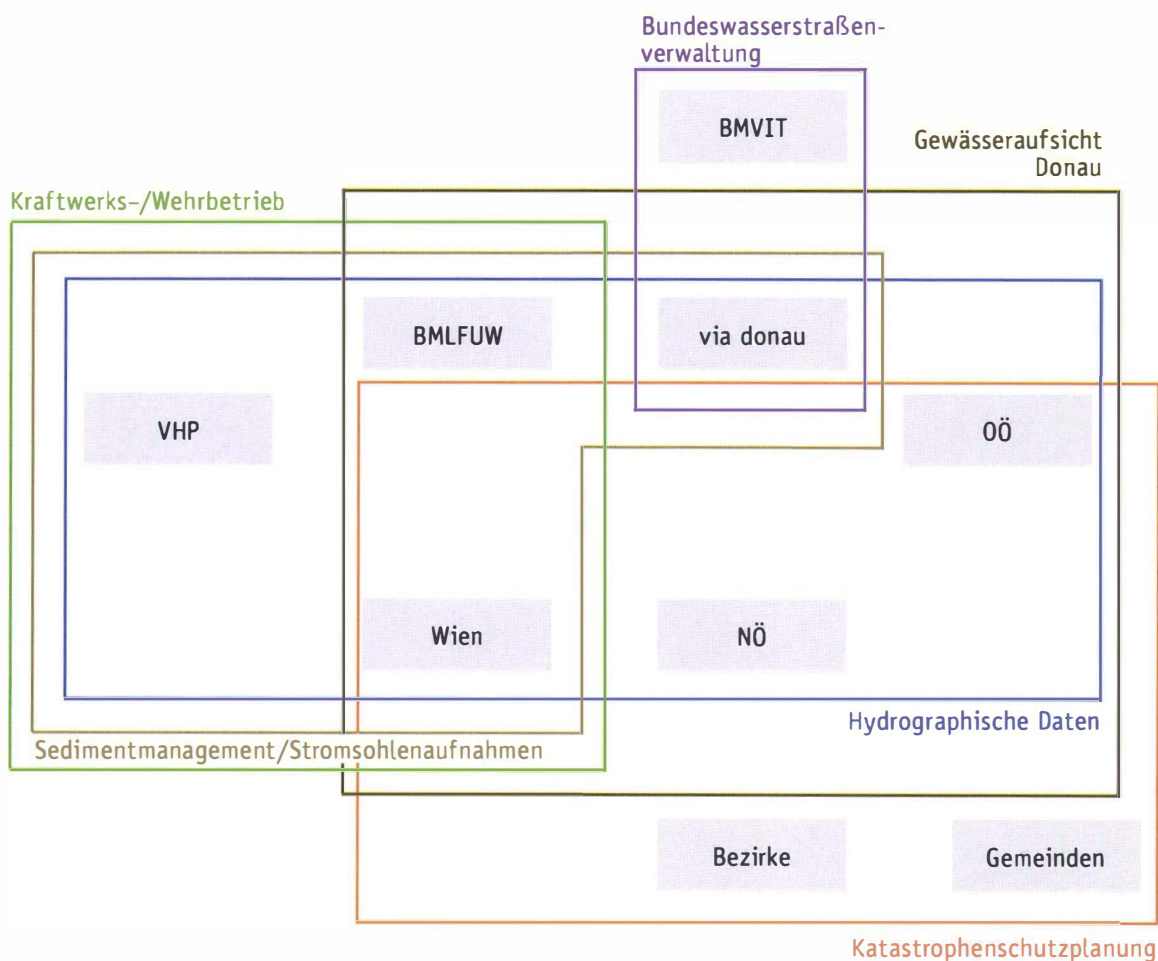 Bundeswasserstraßen-
verwaltung
BMVIT
Gewässeraufsicht
Donau
Kraftwerks-/Wehrbetrieb
BMLFUW
via donau
VHP
OÖ
Wien
NÖ
Hydrographische Daten
Sedimentmanagement/Stromsohlenaufnahmen
Bezirke
Gemeinden
Katastrophenschutzplanung